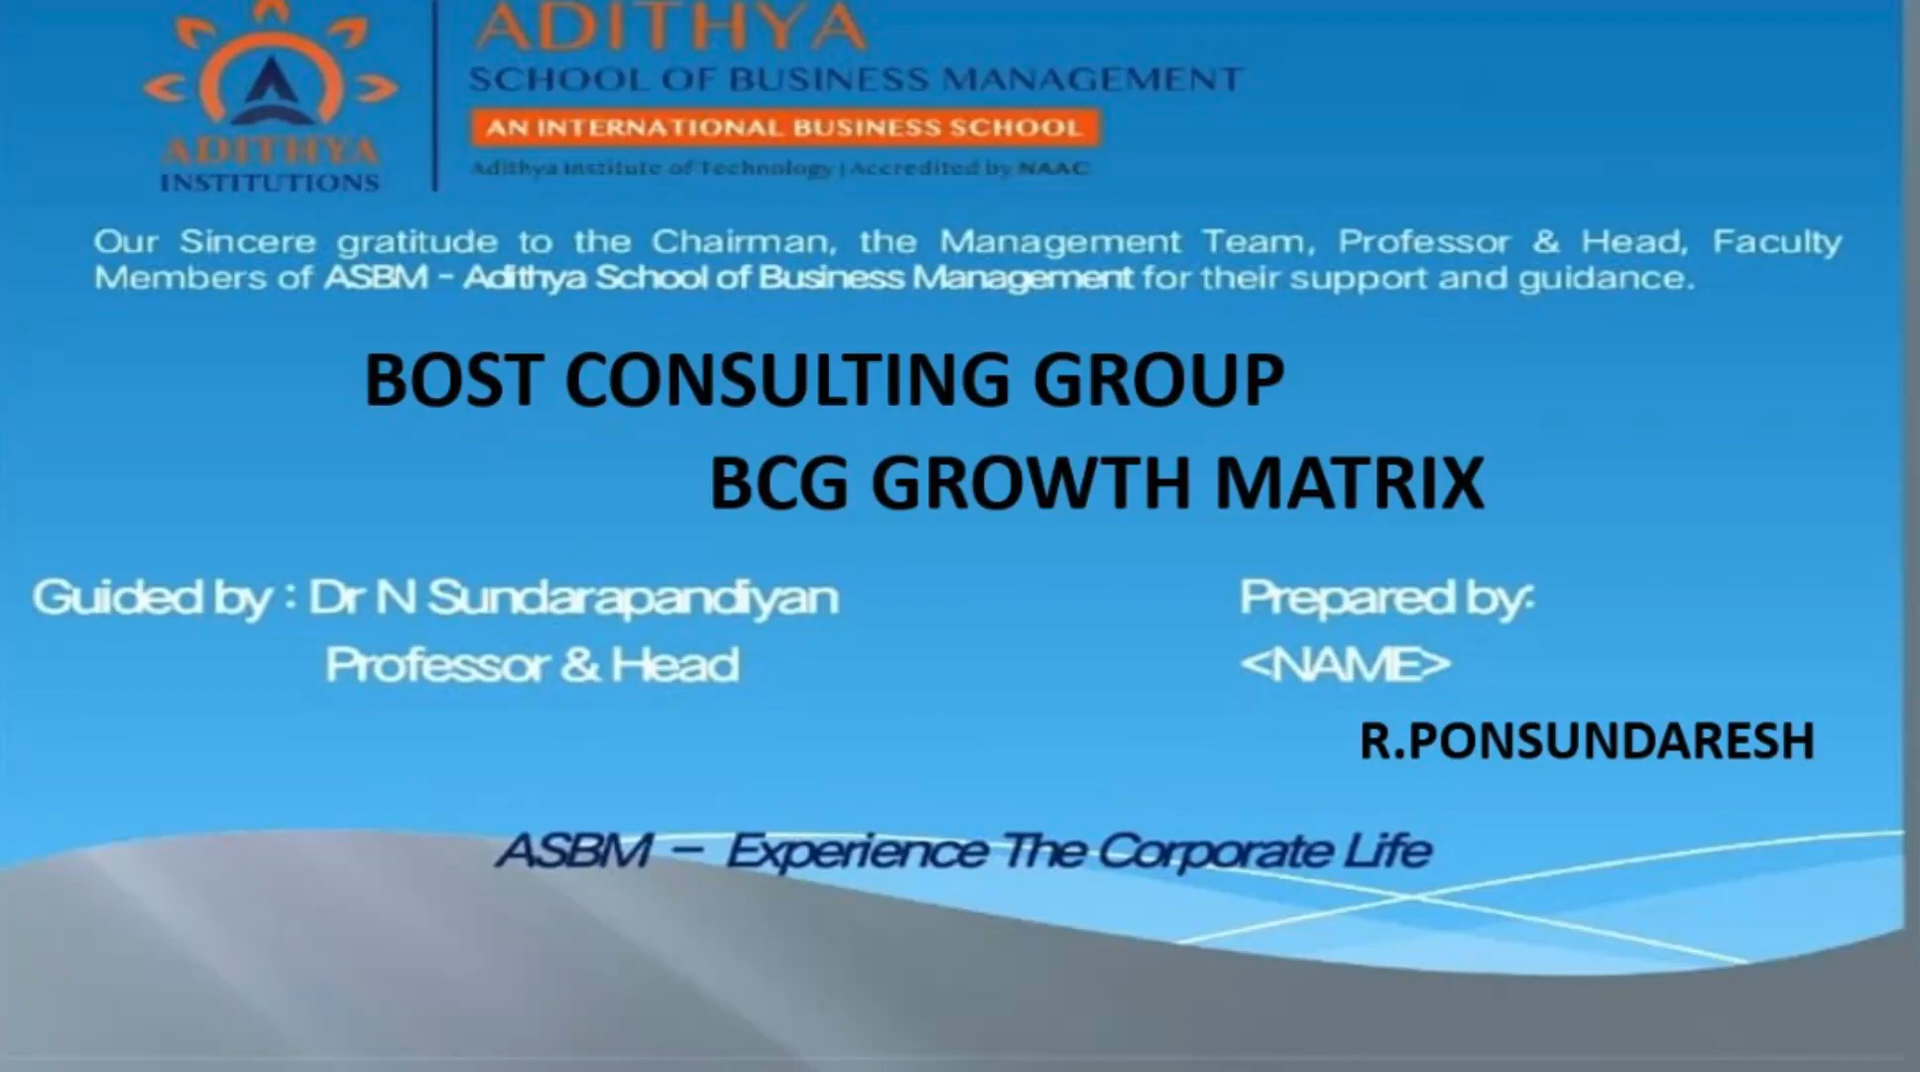 ADITHYA
SCHOOL OF BUSINESS MANAGEMENT
AN INTERNATIONAL BUSINESS SCHOOL
Adithya Institute of Technology | Accredited by NAAC
ADITHYA
INSTITUTIONS
Our Sincere gratitude to the Chairman, the Management Team, Professor & Head, Faculty
Members of ASBM - Adithya School of Business Management for their support and guidance.
BOST CONSULTING GROUP
BCG GROWTH MATRIX
Guided by : Dr N Sundarapandiyan
Professor & Head
Prepared by:
<NAME>
R.PONSUNDARESH
ASBM - Experience The Corporate Life